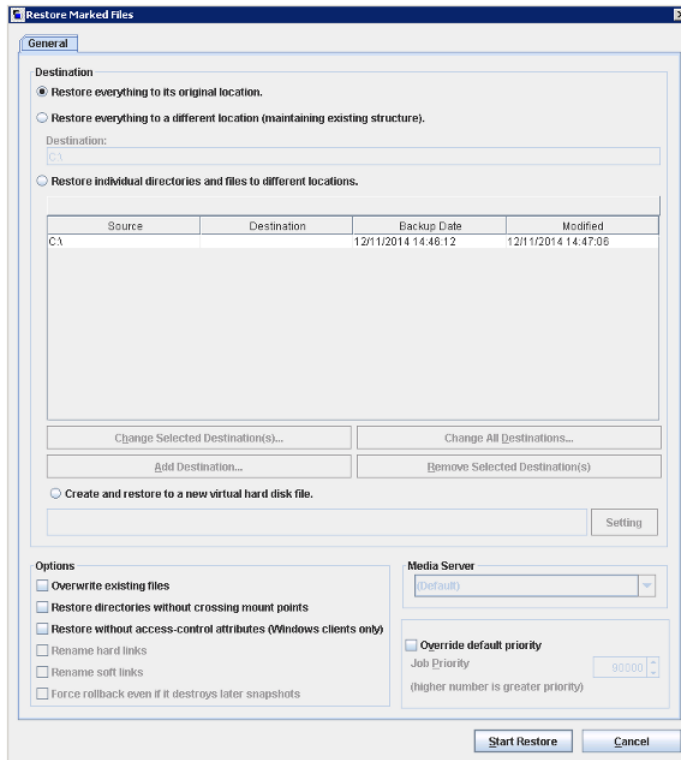 Restore Marked Files
General
Destination
Restore everything to its original location.
Restore everything to a different location (maintaining existing structure).
Destination:
C:\
Restore individual directories and files to different locations.
Source Destination Backup Date Modified
C:\ 12/11/2014 14:46:12 12/11/2014 14:47:06
Change Selected Destination(s)... Change All Destinations...
Add Destination... Remove Selected Destination(s)
Create and restore to a new virtual hard disk file.
Setting
Options
Overwrite existing files
Restore directories without crossing mount points
Restore without access-control attributes (Windows clients only)
Rename hard links
Rename soft links
Force rollback even if it destroys later snapshots
Media Server
(Default)
Override default priority
Job Priority 90000
(higher number is greater priority)
Start Restore Cancel